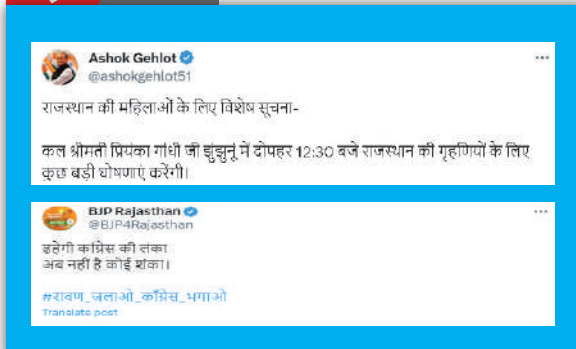 Ashok Gehlot
@ashokgehlot51
राजस्थान की महिलाओं के लिए विशेष सूचना-
कल श्रीमती प्रियंका गांधी जी झुंझुनूं में दोपहर 12:30 बजे राजस्थान की गृहणियों के लिए
कुछ बड़ी घोषणाएं करेंगी।
BJP Rajasthan
@BJP4Rajasthan
ढहेगी कांग्रेस की लंका
अब नहीं है कोई शंका।
#रावण_जलाओ_काँग्रेस_भगाओ
Translate post